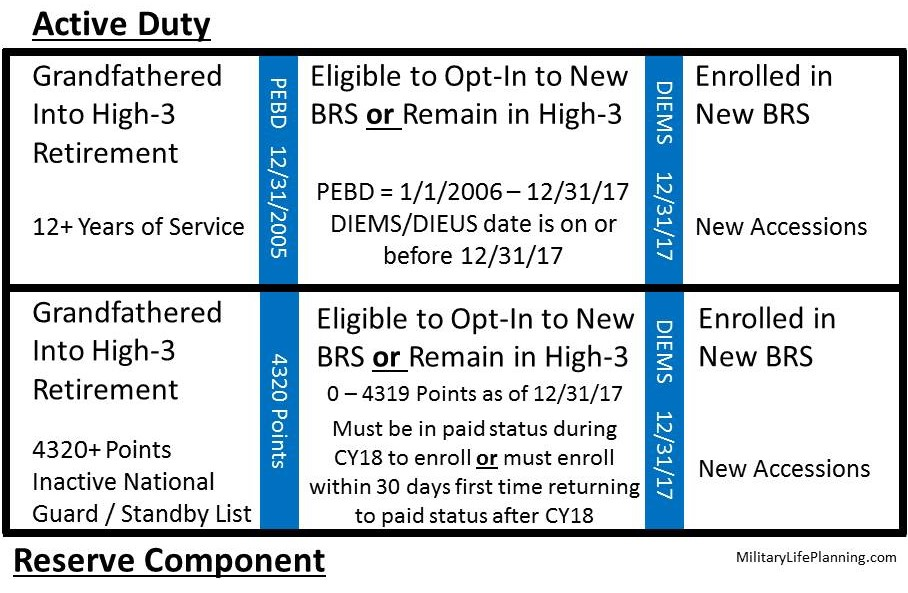 Active Duty
Grandfathered
Into High-3
Retirement
12+ Years of Service
PEBD 12/31/2005
Eligible to Opt-In to New
BRS or Remain in High-3
PEBD = 1/1/2006 – 12/31/17
DIEMS/DIEUS date is on or
before 12/31/17
DIEMS 12/31/17
Enrolled in
New BRS
New Accessions
Grandfathered
Into High-3
Retirement
4320+ Points
Inactive National
Guard / Standby List
4320 Points
Eligible to Opt-In to New
BRS or Remain in High-3
0 – 4319 Points as of 12/31/17
Must be in paid status during
CY18 to enroll or must enroll
within 30 days first time returning
to paid status after CY18
DIEMS 12/31/17
Enrolled in
New BRS
New Accessions
Reserve Component
MilitaryLifePlanning.com